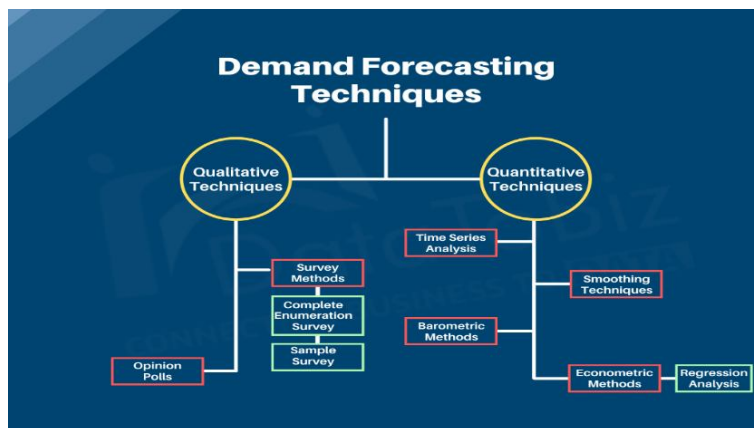 Demand Forecasting
Techniques
Qualitative
Techniques
Quantitative
Techniques
Time Series
Analysis
Survey
Methods
Smoothing
Techniques
Complete
Enumeration
Survey
Barometric
Methods
Sample
Survey
Opinion
Polls
Econometric
Methods
Regression
Analysis